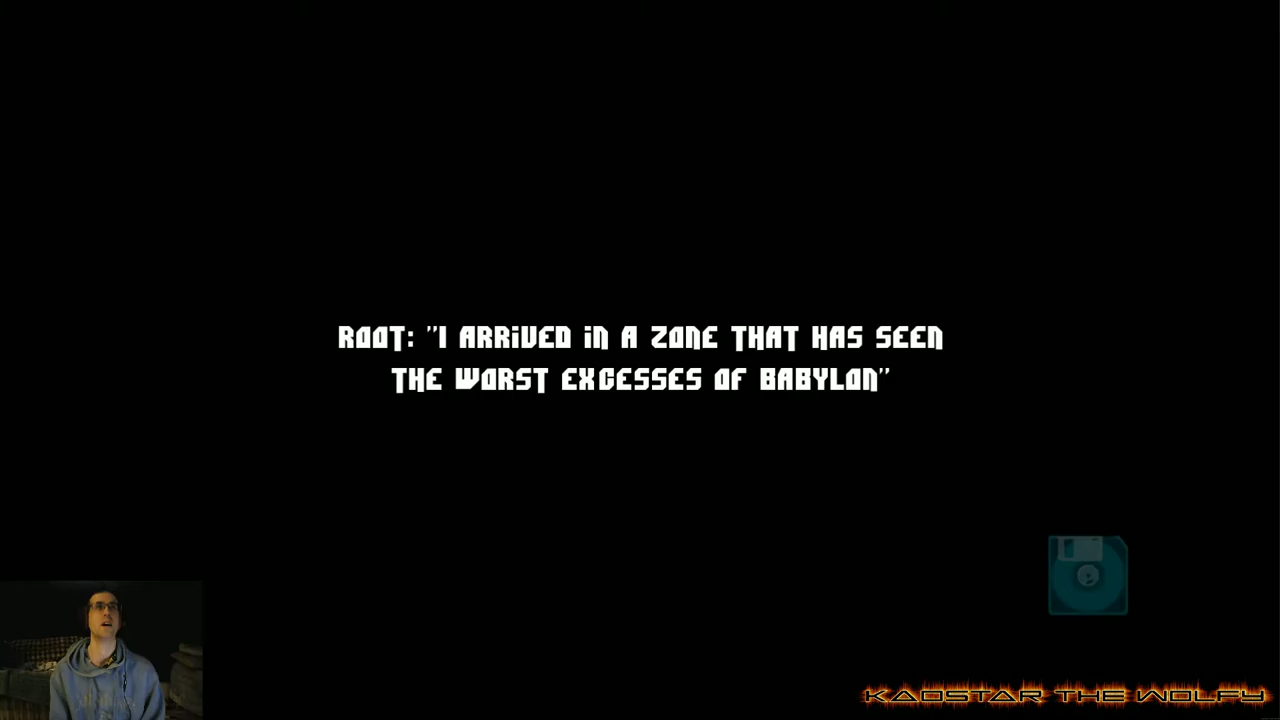 ROOT: "I ARRIVED IN A ZONE THAT HAS SEEN
THE WORST EXCESSES OF BABYLON"
KAOSTAR THE WOLFY